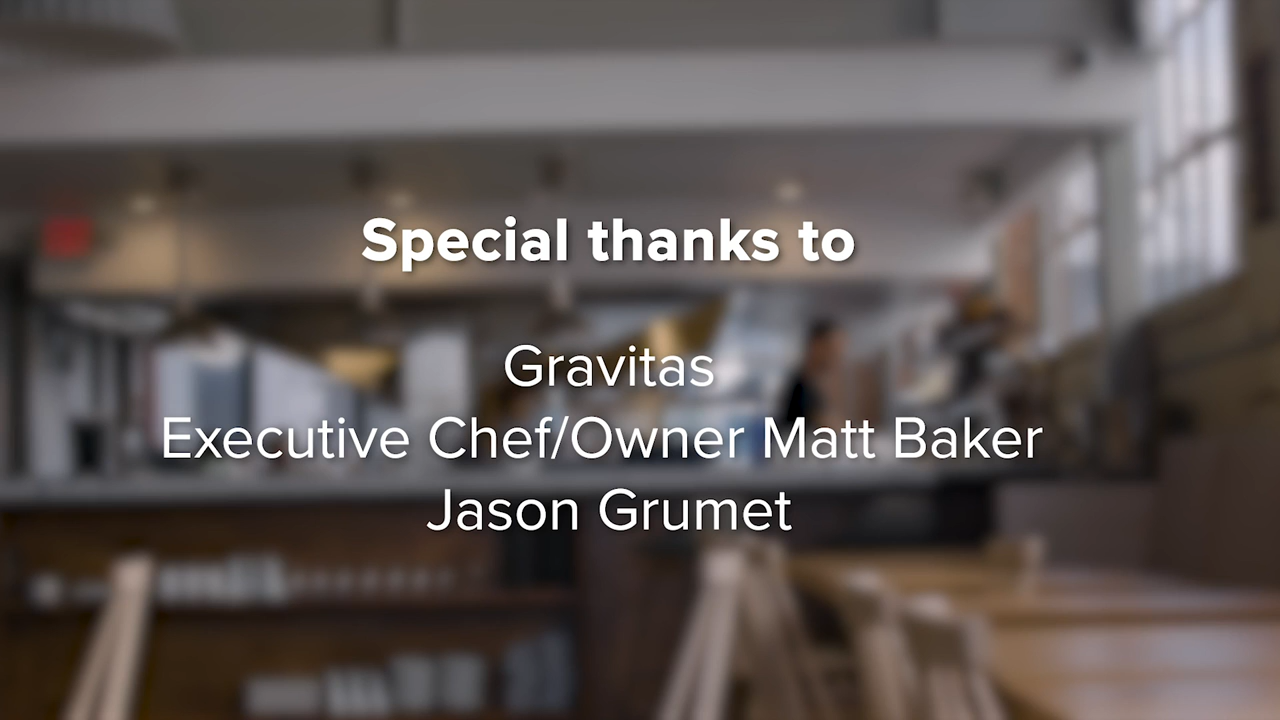 Special thanks to
Gravitas
Executive Chef/Owner Matt Baker
Jason Grumet